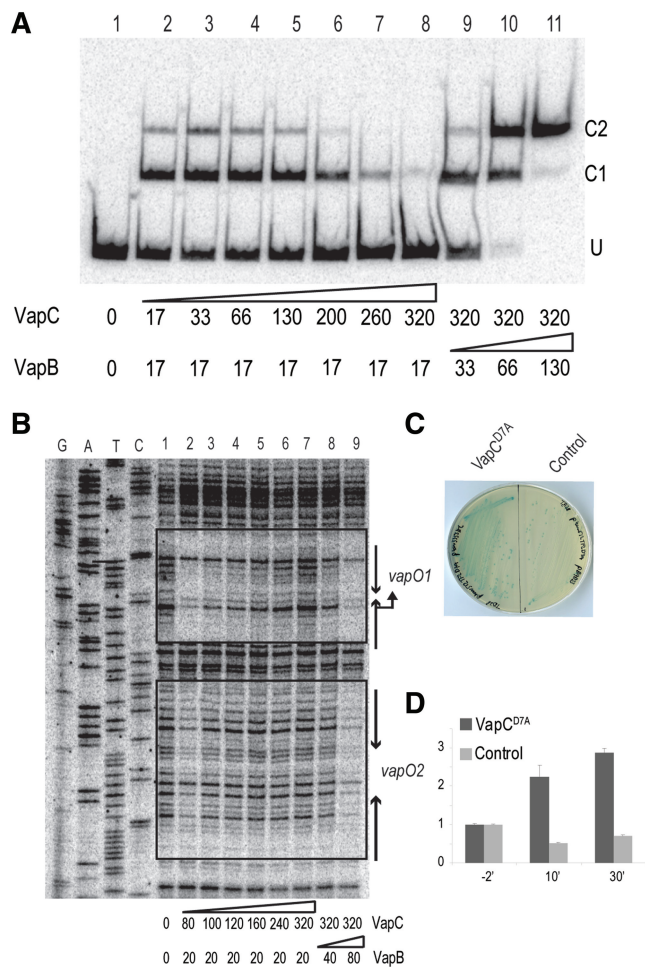 A
1 2 3 4 5 6 7 8 9 10 11
C2
C1
U
VapC 0 17 33 66 130 200 260 320 320 320 320
VapB 0 17 17 17 17 17 17 17 33 66 130
B
G A T C 1 2 3 4 5 6 7 8 9
vapO1
vapO2
0 80 100 120 160 240 320 320 320 VapC
0 20 20 20 20 20 20 40 80 VapB
C
VapC^D7A Control
D
VapC^D7A
Control
3
2
1
0
-2' 10' 30'